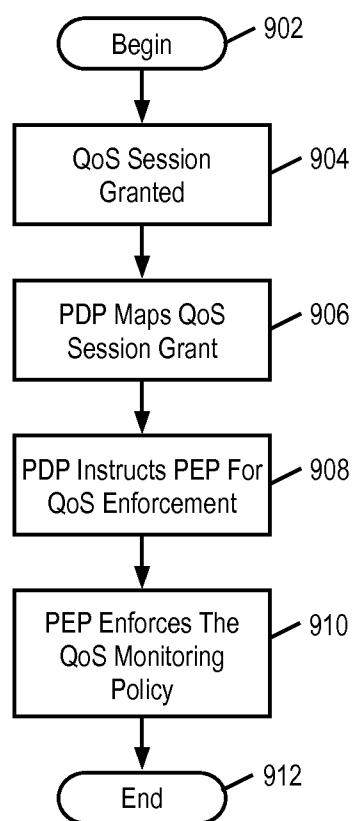 Begin
902
QoS Session
Granted
904
PDP Maps QoS
Session Grant
906
PDP Instructs PEP For
QoS Enforcement
908
PEP Enforces The
QoS Monitoring
Policy
910
End
912